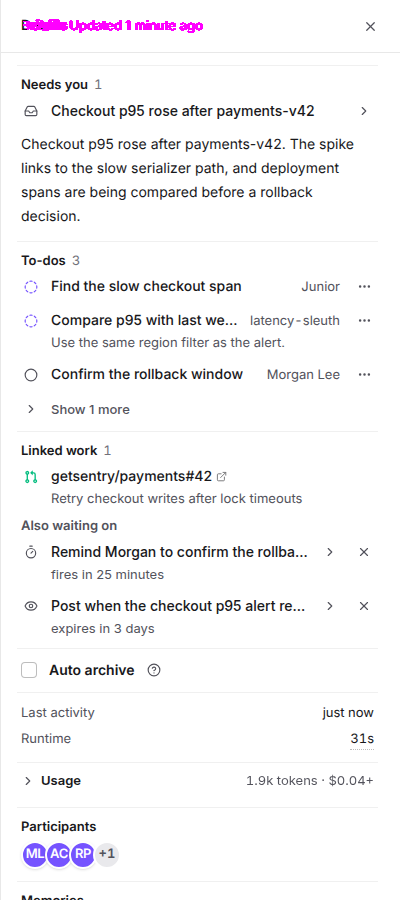 Updated 1 minute ago
Needs you 1
Checkout p95 rose after payments-v42
Checkout p95 rose after payments-v42. The spike
links to the slow serializer path, and deployment
spans are being compared before a rollback
decision.
To-dos 3
Find the slow checkout span Junior
Compare p95 with last we... latency-sleuth
Use the same region filter as the alert.
Confirm the rollback window Morgan Lee
Show 1 more
Linked work 1
getsentry/payments#42
Retry checkout writes after lock timeouts
Also waiting on
Remind Morgan to confirm the rollba...
fires in 25 minutes
Post when the checkout p95 alert re...
expires in 3 days
Auto archive
Last activity just now
Runtime 31s
Usage 1.9k tokens · $0.04+
Participants
ML AC RP +1
Memories